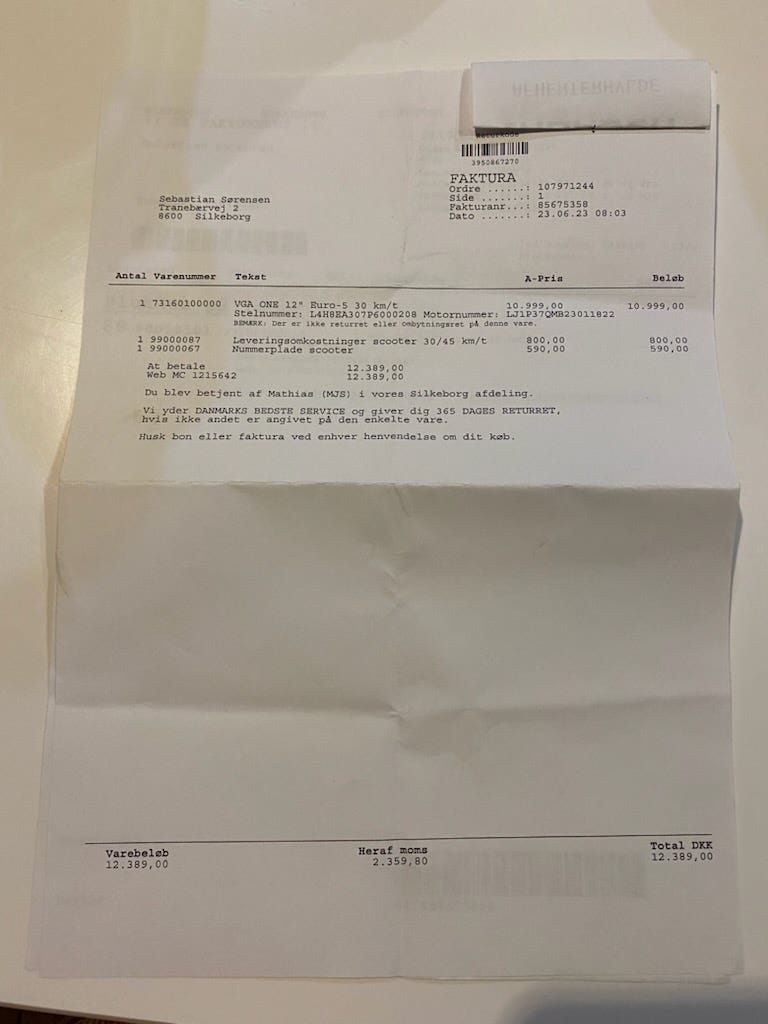 Returkode
3950867270
FAKTURA
Ordre ......: 107971244
Side .......: 1
Fakturanr...: 85675358
Dato .......: 23.06.23 08:03
Sebastian Sørensen
Tranebærvej 2
8600 Silkeborg
Antal Varenummer Tekst A-Pris Beløb
1 73160100000 VGA ONE 12" Euro-5 30 km/t 10.999,00 10.999,00
Stelnummer: L4H8EA307P6000208 Motornummer: LJ1P37QMB23011822
BEMÆRK: Der er ikke returret eller ombytningsret på denne vare.
1 99000087 Leveringsomkostninger scooter 30/45 km/t 800,00 800,00
1 99000067 Nummerplade scooter 590,00 590,00
At betale 12.389,00
Web MC 1215642 12.389,00
Du blev betjent af Mathias (MJS) i vores Silkeborg afdeling.
Vi yder DANMARKS BEDSTE SERVICE og giver dig 365 DAGES RETURRET,
hvis ikke andet er angivet på den enkelte vare.
Husk bon eller faktura ved enhver henvendelse om dit køb.
Varebeløb Heraf moms Total DKK
12.389,00 2.359,80 12.389,00